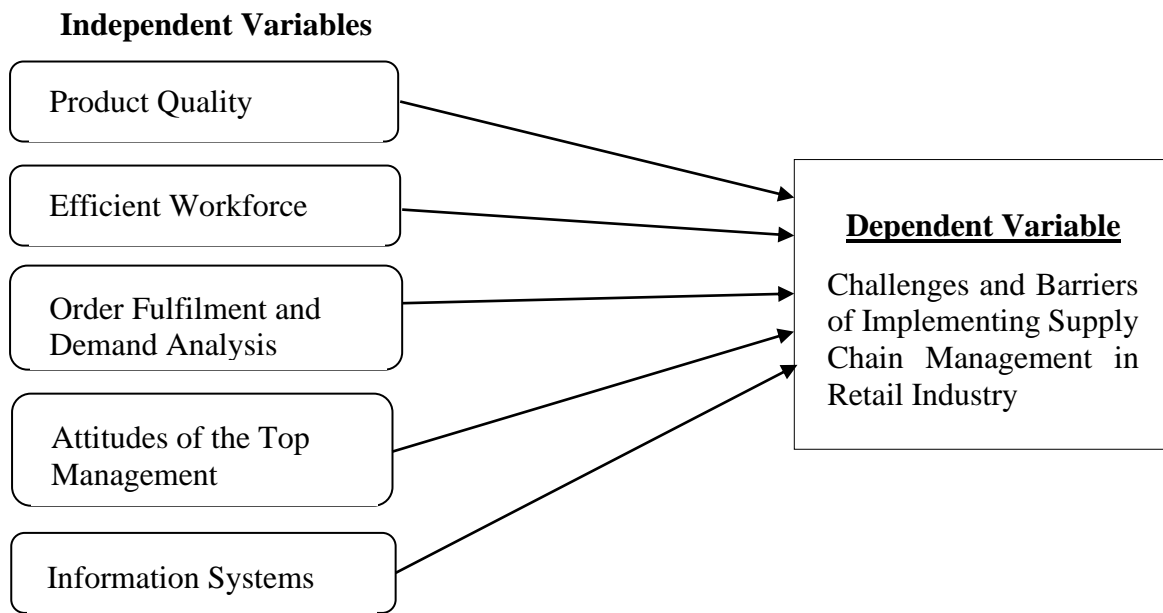 Independent Variables
Product Quality
Efficient Workforce
Order Fulfilment and
Demand Analysis
Attitudes of the Top
Management
Information Systems
Dependent Variable
Challenges and Barriers
of Implementing Supply
Chain Management in
Retail Industry